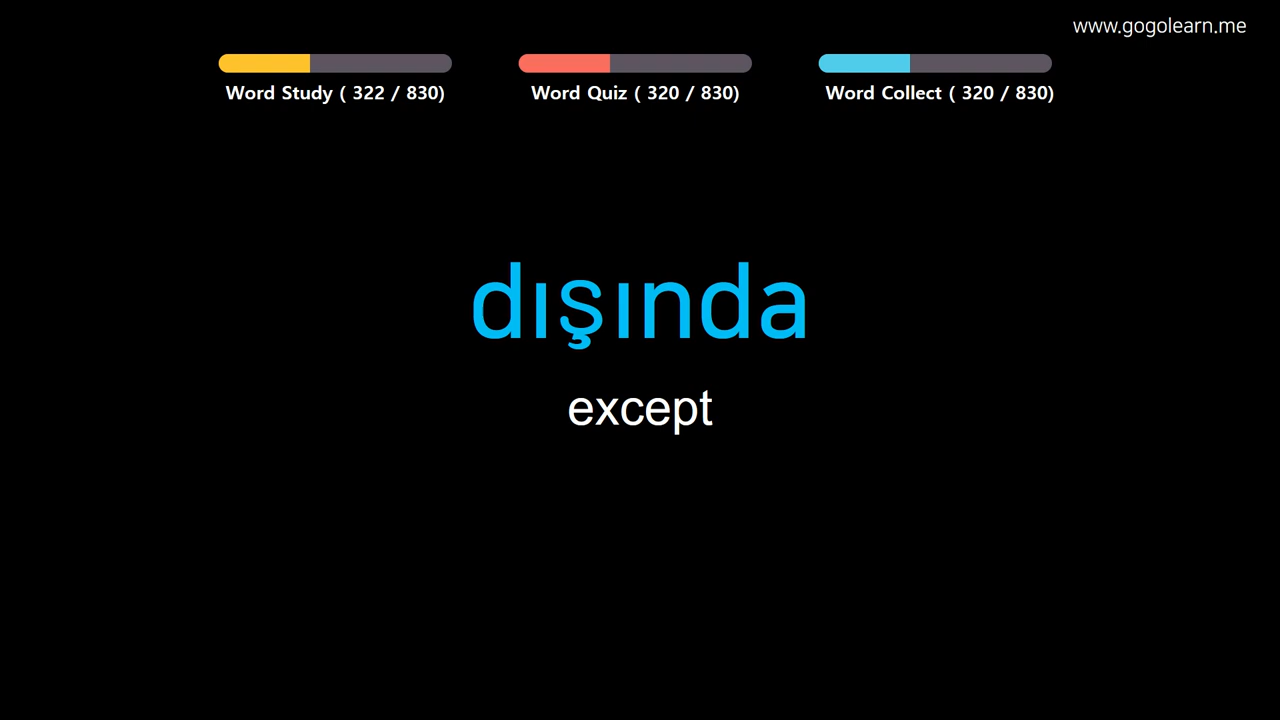 www.gogolearn.me
Word Study ( 322 / 830)
Word Quiz ( 320 / 830)
Word Collect ( 320 / 830)
dışında
except